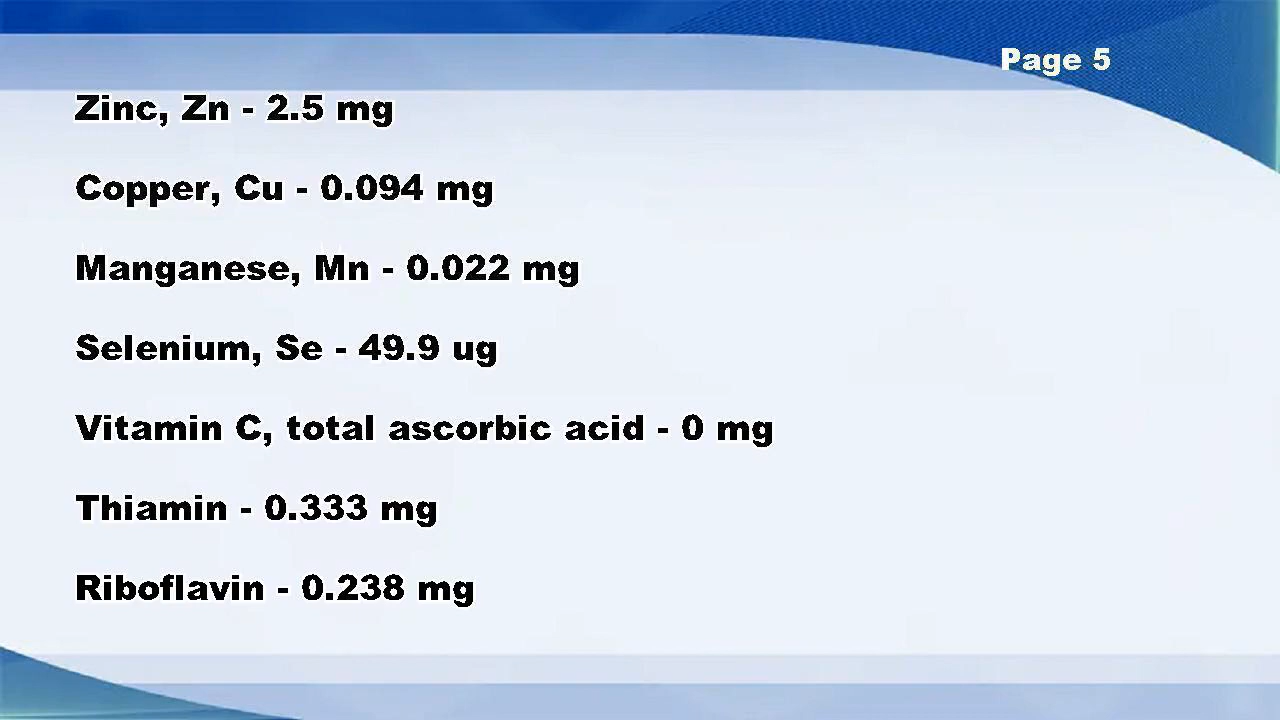 Page 5
Zinc, Zn - 2.5 mg
Copper, Cu - 0.094 mg
Manganese, Mn - 0.022 mg
Selenium, Se - 49.9 ug
Vitamin C, total ascorbic acid - 0 mg
Thiamin - 0.333 mg
Riboflavin - 0.238 mg